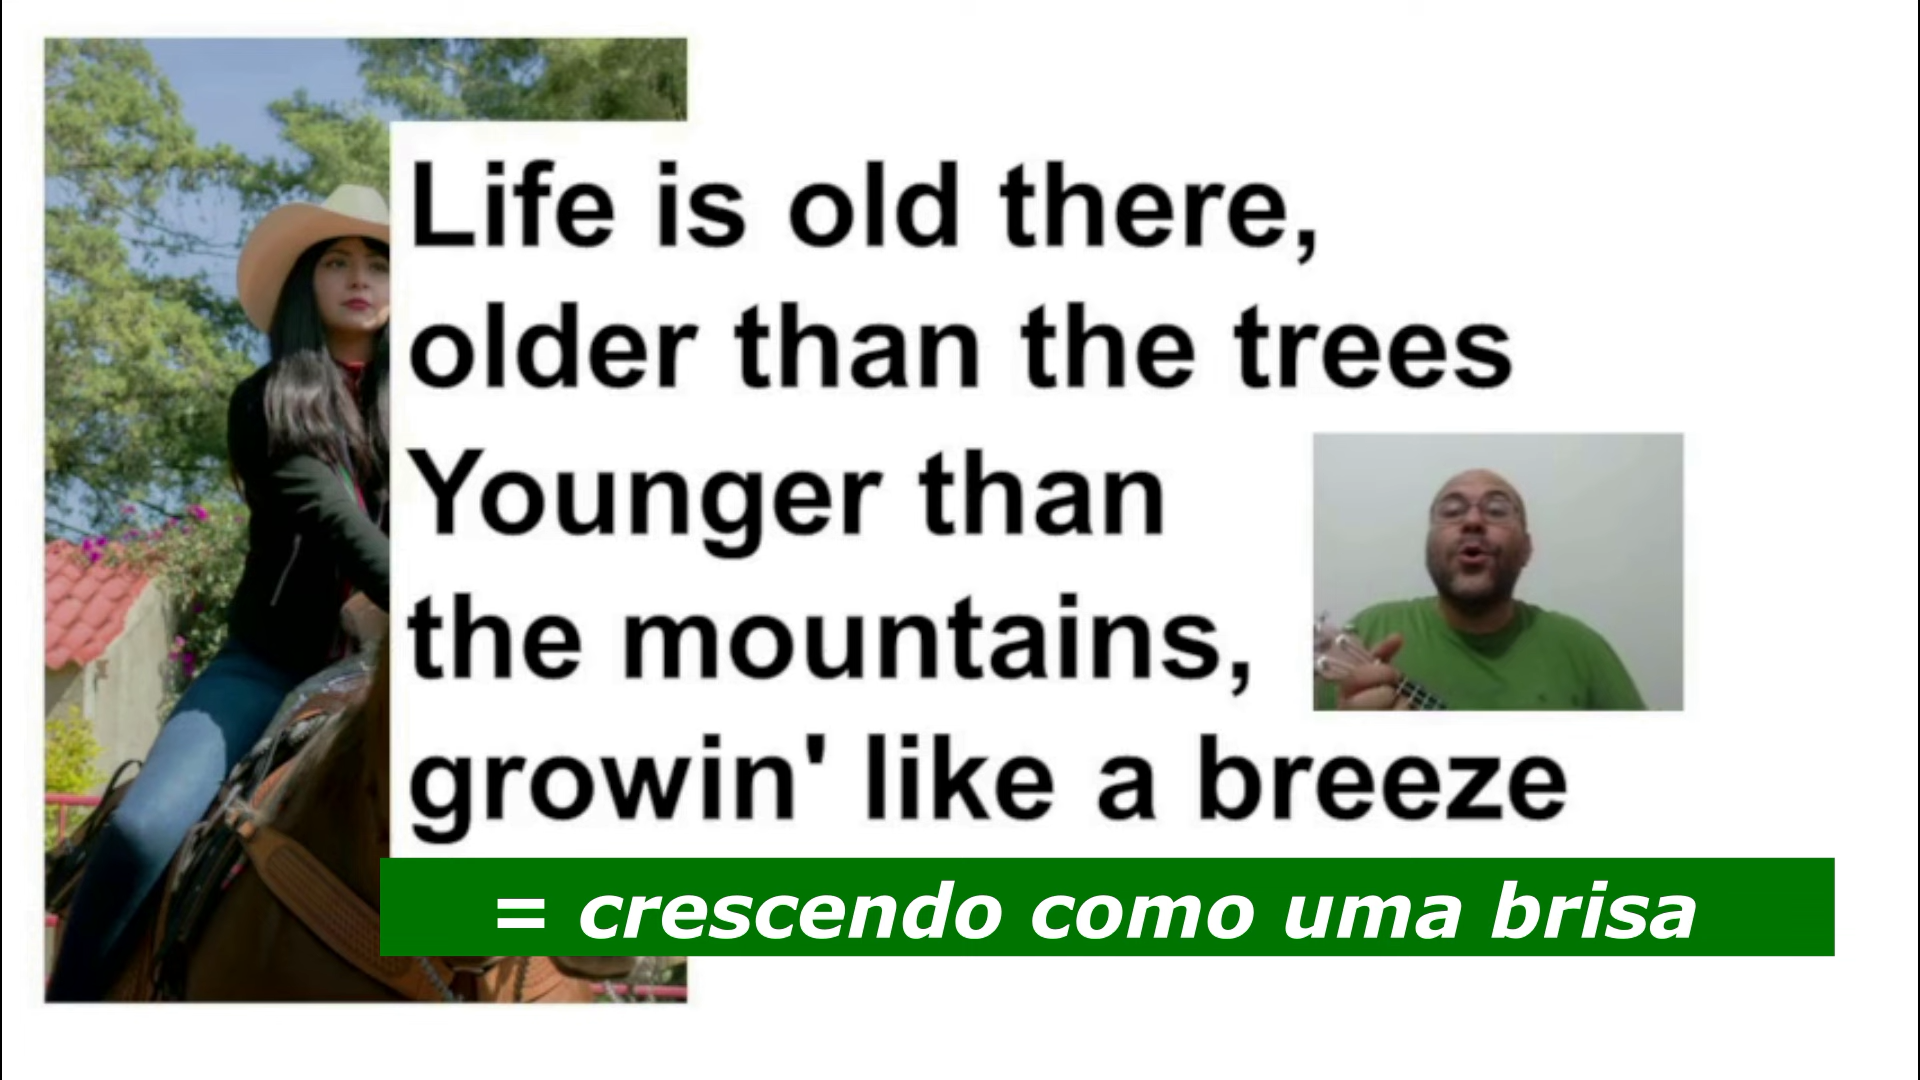 Life is old there,
older than the trees
Younger than
the mountains,
growin' like a breeze
= crescendo como uma brisa